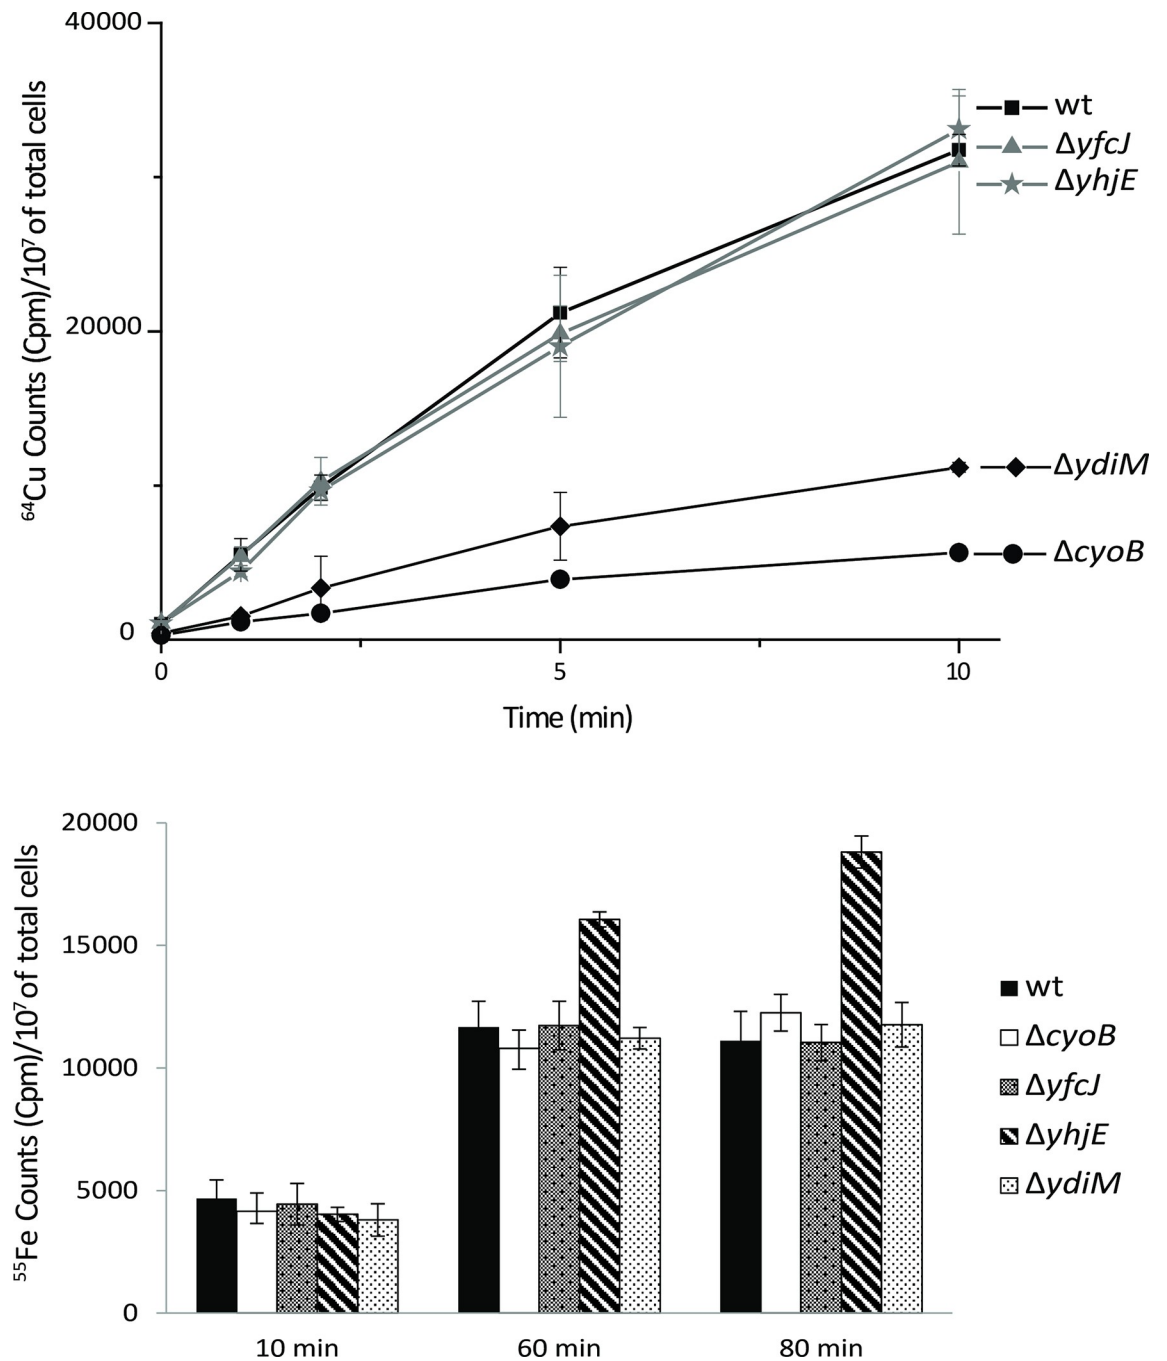 40000
20000
0
⁶⁴Cu Counts (Cpm)/10⁷ of total cells
wt
ΔyfcJ
ΔyhjE
ΔydiM
ΔcyoB
0 5 10
Time (min)
20000
15000
10000
5000
0
⁵⁵Fe Counts (Cpm)/10⁷ of total cells
wt
ΔcyoB
ΔyfcJ
ΔyhjE
ΔydiM
10 min 60 min 80 min